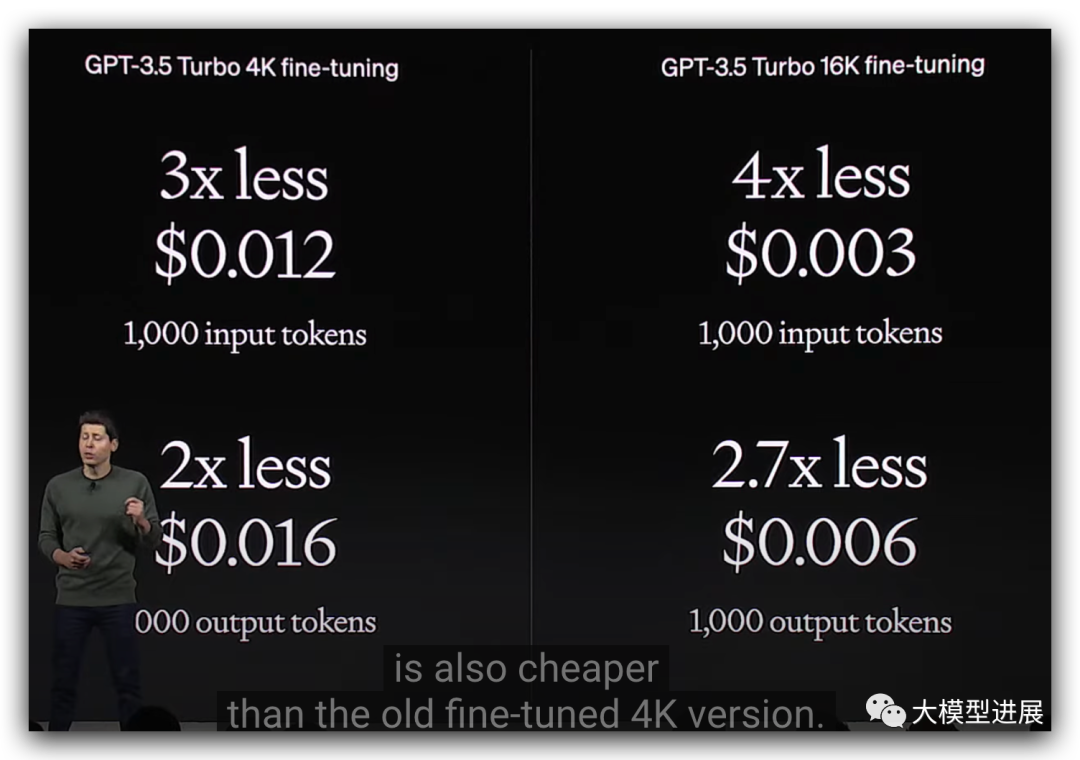 GPT-3.5 Turbo 4K fine-tuning
3x less
$0.012
1,000 input tokens
2x less
$0.016
000 output tokens
GPT-3.5 Turbo 16K fine-tuning
4x less
$0.003
1,000 input tokens
2.7x less
$0.006
1,000 output tokens
is also cheaper
than the old fine-tuned 4K version.
大模型进展